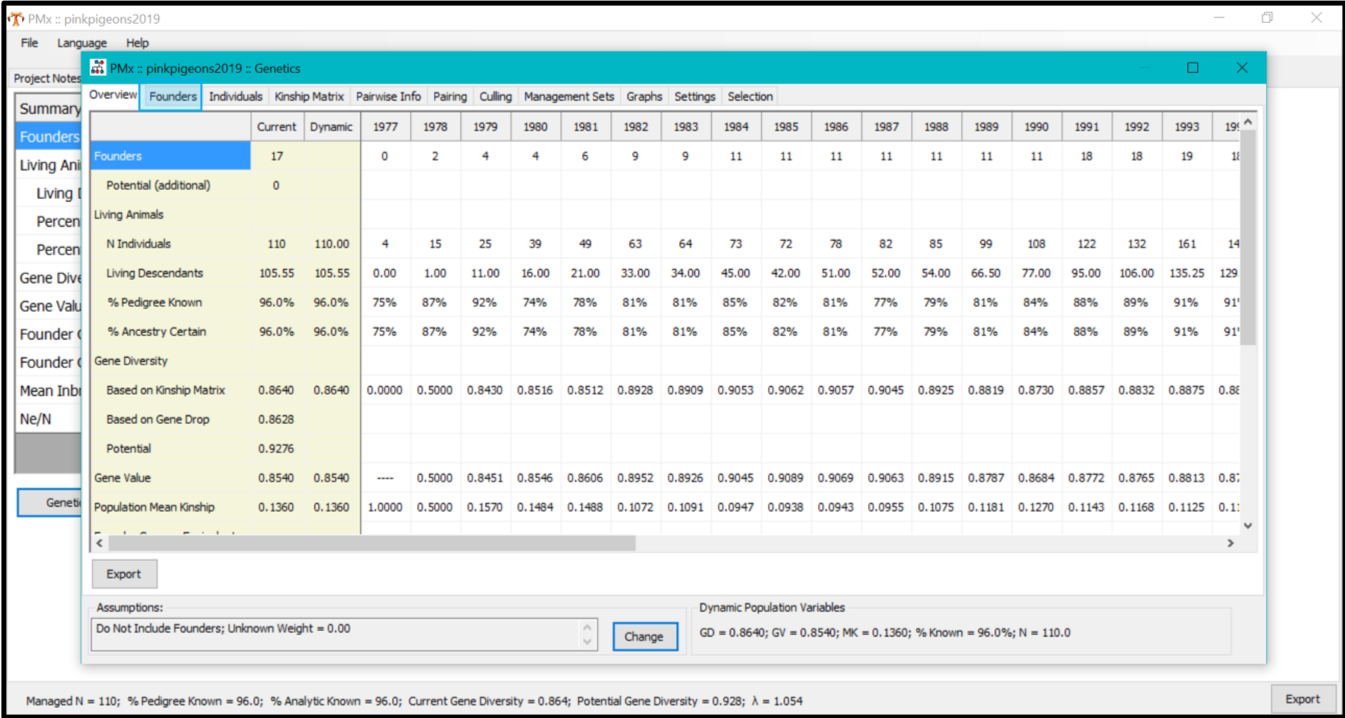 PMx :: pinkpigeons2019
File Language Help
Project Notes
Summary
Founders
Living Ani
Living D
Percen
Percen
Gene Dive
Gene Valu
Founder G
Founder G
Mean Inbr
Ne/N
Geneti
PMx :: pinkpigeons2019 :: Genetics
Overview Founders Individuals Kinship Matrix Pairwise Info Pairing Culling Management Sets Graphs Settings Selection
Current Dynamic 1977 1978 1979 1980 1981 1982 1983 1984 1985 1986 1987 1988 1989 1990 1991 1992 1993 199
Founders 17 0 2 4 4 6 9 9 11 11 11 11 11 11 11 18 18 19 18
Potential (additional) 0
Living Animals
N Individuals 110 110.00 4 15 25 39 49 63 64 73 72 78 82 85 99 108 122 132 161 14
Living Descendants 105.55 105.55 0.00 1.00 11.00 16.00 21.00 33.00 34.00 45.00 42.00 51.00 52.00 54.00 66.50 77.00 95.00 106.00 135.25 129.
% Pedigree Known 96.0% 96.0% 75% 87% 92% 74% 78% 81% 81% 85% 82% 81% 77% 79% 81% 84% 88% 89% 91% 91
% Ancestry Certain 96.0% 96.0% 75% 87% 92% 74% 78% 81% 81% 85% 82% 81% 77% 79% 81% 84% 88% 89% 91% 91
Gene Diversity
Based on Kinship Matrix 0.8640 0.8640 0.0000 0.5000 0.8430 0.8516 0.8512 0.8928 0.8909 0.9053 0.9062 0.9057 0.9045 0.8925 0.8819 0.8730 0.8857 0.8832 0.8875 0.88
Based on Gene Drop 0.8628
Potential 0.9276
Gene Value 0.8540 0.8540 ---- 0.5000 0.8451 0.8546 0.8606 0.8952 0.8926 0.9045 0.9089 0.9069 0.9063 0.8915 0.8787 0.8684 0.8772 0.8765 0.8813 0.87
Population Mean Kinship 0.1360 0.1360 1.0000 0.5000 0.1570 0.1484 0.1488 0.1072 0.1091 0.0947 0.0938 0.0943 0.0955 0.1075 0.1181 0.1270 0.1143 0.1168 0.1125 0.11
Export
Assumptions:
Do Not Include Founders; Unknown Weight = 0.00
Change
Dynamic Population Variables
GD = 0.8640; GV = 0.8540; MK = 0.1360; % Known = 96.0%; N = 110.0
Managed N = 110; % Pedigree Known = 96.0; % Analytic Known = 96.0; Current Gene Diversity = 0.864; Potential Gene Diversity = 0.928; λ = 1.054
Export